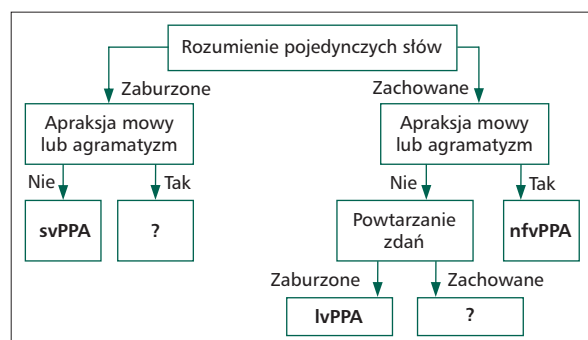 Rozumienie pojedynczych słów
Zaburzone
Zachowane
Apraksja mowy
lub agramatyzm
Apraksja mowy
lub agramatyzm
Nie
Tak
Nie
Tak
svPPA
?
Powtarzanie
zdań
nfvPPA
Zaburzone
Zachowane
lvPPA
?